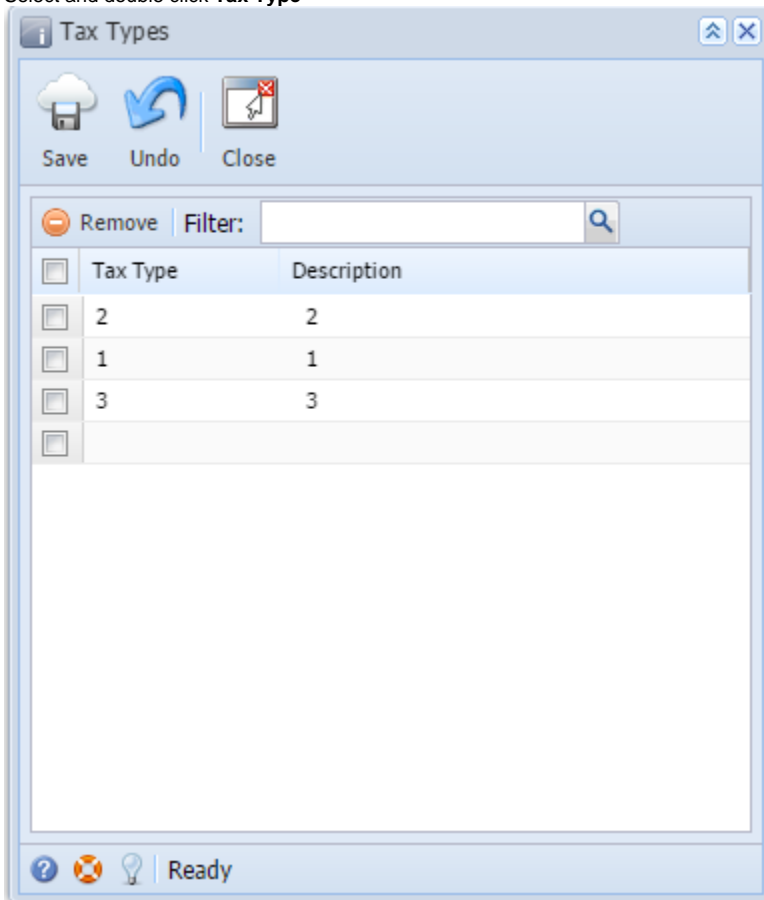 Select and double click Tax Type
Tax Types
Save Undo Close
Remove Filter:
Tax Type Description
2 2
1 1
3 3
Ready